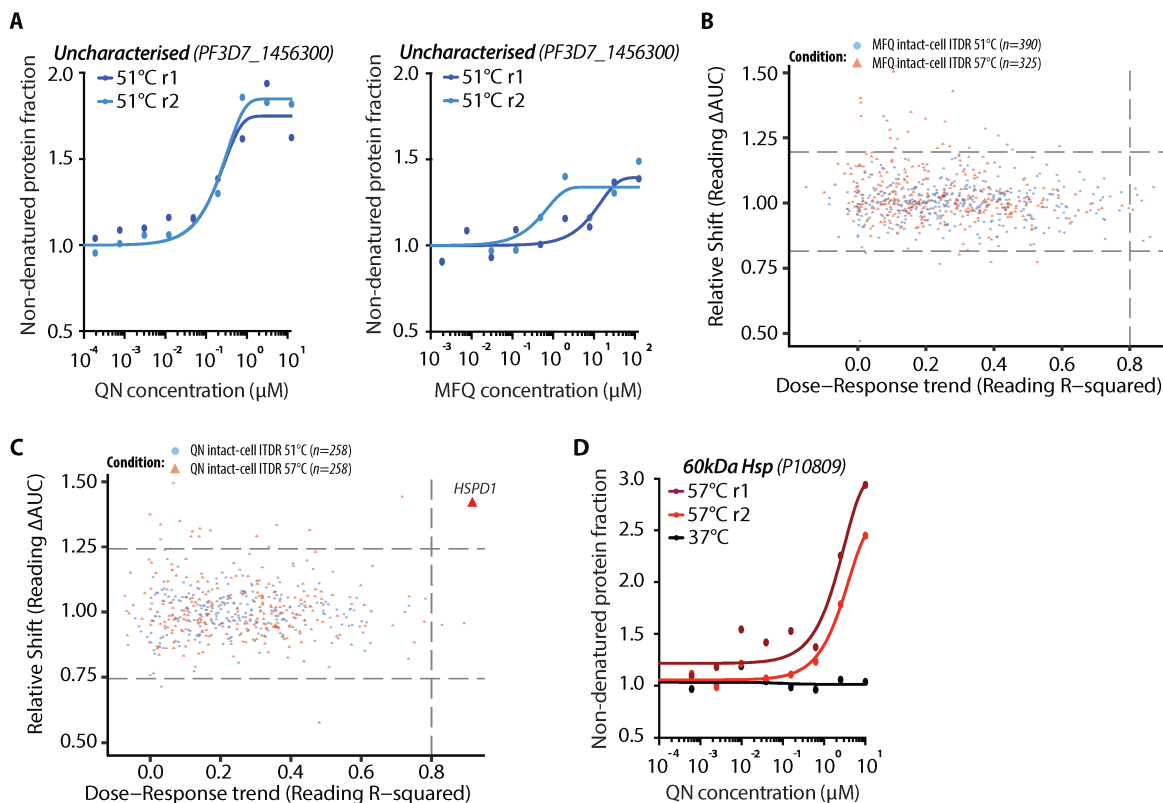 A
Uncharacterised (PF3D7_1456300)
51°C r1
51°C r2
Non-denatured protein fraction
2.0
1.5
1.0
0.5
10⁻⁴ 10⁻³ 10⁻² 10⁻¹ 10⁰ 10¹
QN concentration (μM)
Uncharacterised (PF3D7_1456300)
51°C r1
51°C r2
Non-denatured protein fraction
2.0
1.5
1.0
0.5
10⁻³ 10⁻² 10⁻¹ 10⁰ 10¹ 10²
MFQ concentration (μM)
B
Condition:
MFQ intact-cell ITDR 51°C (n=390)
MFQ intact-cell ITDR 57°C (n=325)
Relative Shift (Reading ΔAUC)
1.50
1.25
1.00
0.75
0.50
0.0 0.2 0.4 0.6 0.8
Dose−Response trend (Reading R−squared)
C
Condition:
QN intact-cell ITDR 51°C (n=258)
QN intact-cell ITDR 57°C (n=258)
HSPD1
Relative Shift (Reading ΔAUC)
1.50
1.25
1.00
0.75
0.50
0.0 0.2 0.4 0.6 0.8
Dose−Response trend (Reading R−squared)
D
60kDa Hsp (P10809)
57°C r1
57°C r2
37°C
Non-denatured protein fraction
3.0
2.5
2.0
1.5
1.0
0.5
10⁻⁴ 10⁻³ 10⁻² 10⁻¹ 10⁰ 10¹
QN concentration (μM)